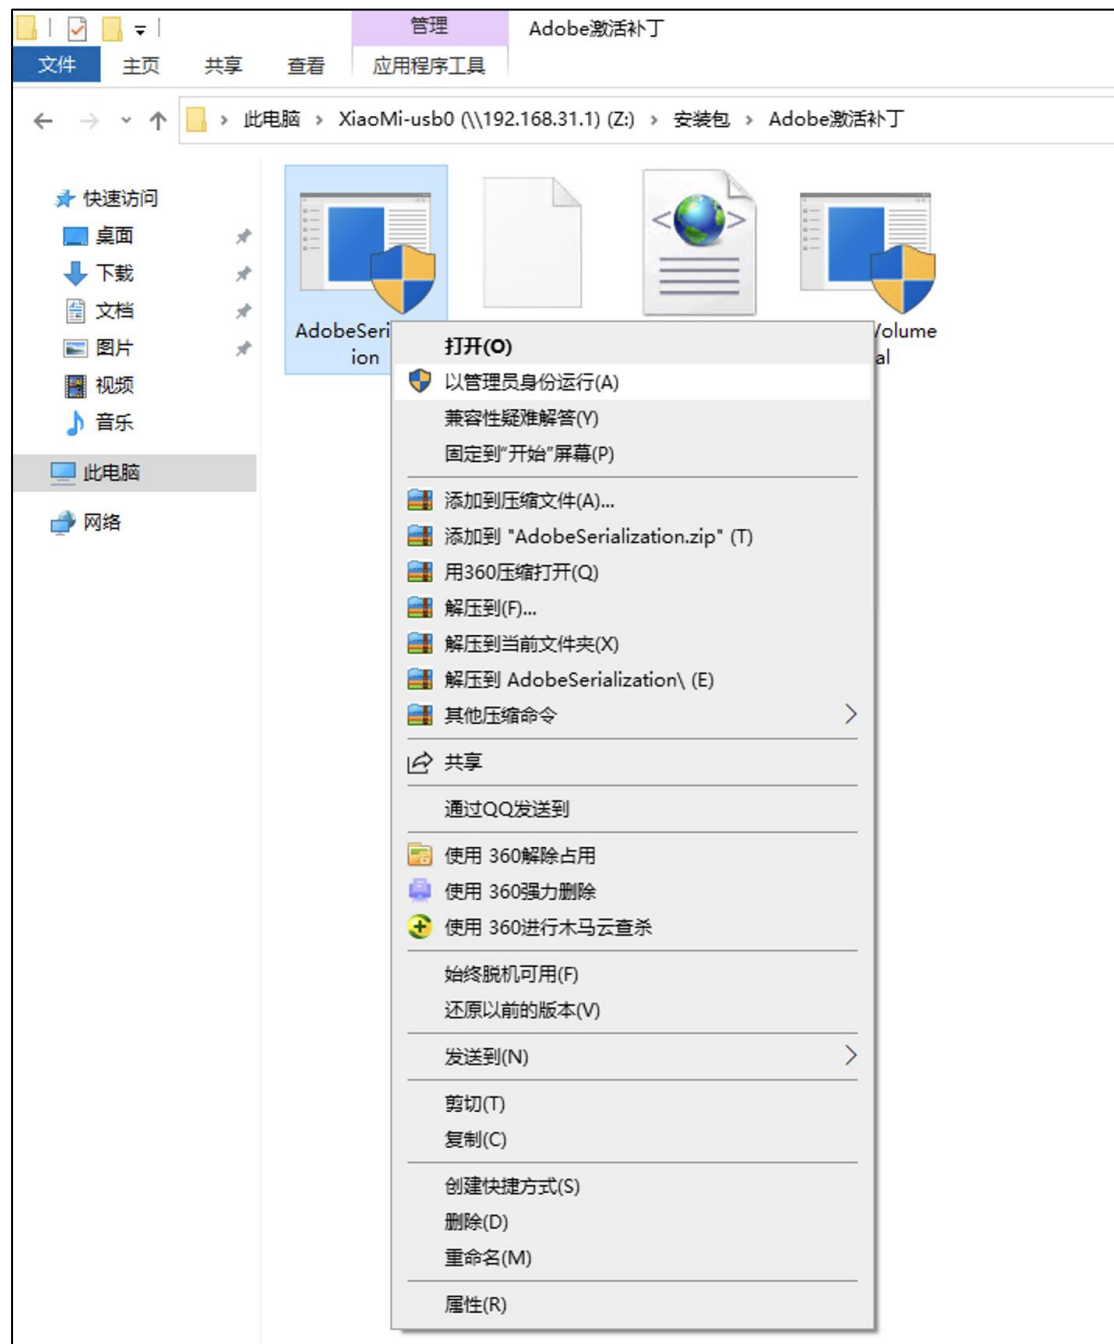 管理
Adobe激活补丁
文件
主页
共享
查看
应用程序工具
此电脑 › XiaoMi-usb0 (\\192.168.31.1) (Z:) › 安装包 › Adobe激活补丁
快速访问
桌面
下载
文档
图片
视频
音乐
此电脑
网络
AdobeSeri
ion
Volume
al
打开(O)
以管理员身份运行(A)
兼容性疑难解答(Y)
固定到"开始"屏幕(P)
添加到压缩文件(A)...
添加到 "AdobeSerialization.zip" (T)
用360压缩打开(Q)
解压到(F)...
解压到当前文件夹(X)
解压到 AdobeSerialization\ (E)
其他压缩命令
共享
通过QQ发送到
使用 360解除占用
使用 360强力删除
使用 360进行木马云查杀
始终脱机可用(F)
还原以前的版本(V)
发送到(N)
剪切(T)
复制(C)
创建快捷方式(S)
删除(D)
重命名(M)
属性(R)